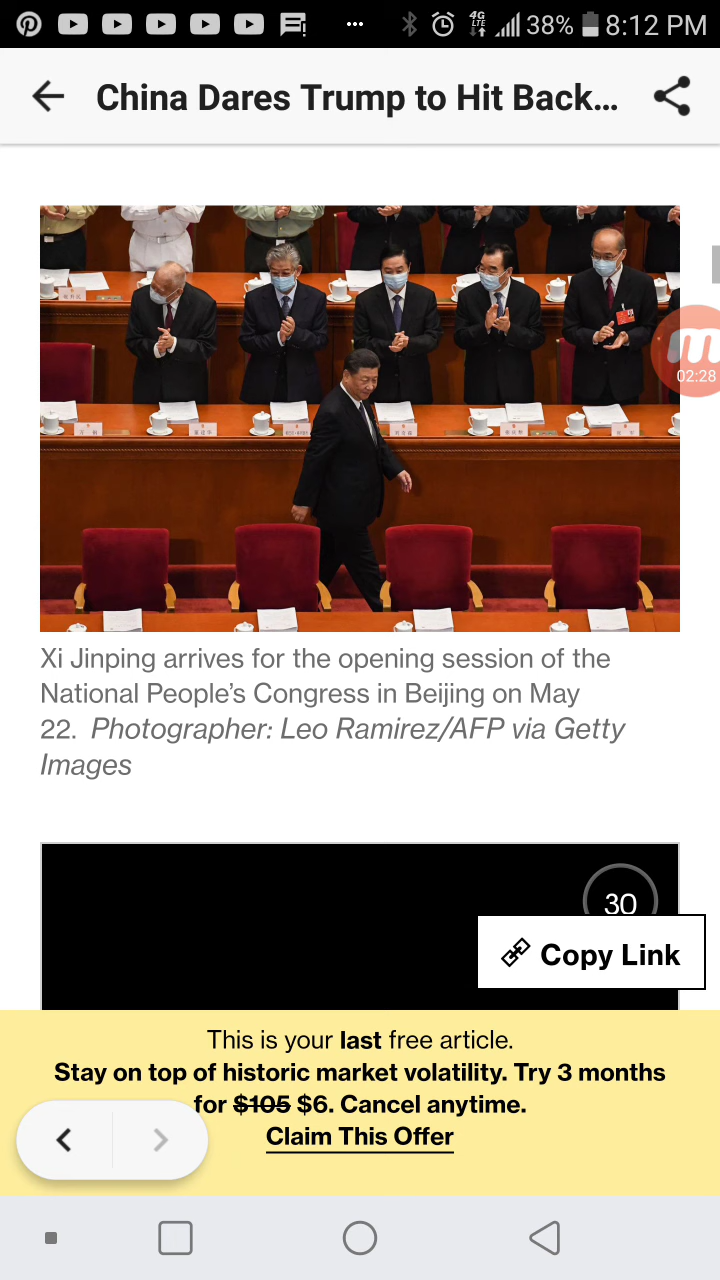 38% 8:12 PM
4G
LTE
China Dares Trump to Hit Back...
02:28
Xi Jinping arrives for the opening session of the
National People's Congress in Beijing on May
22. Photographer: Leo Ramirez/AFP via Getty
Images
30
Copy Link
This is your last free article.
Stay on top of historic market volatility. Try 3 months
for $105 $6. Cancel anytime.
Claim This Offer